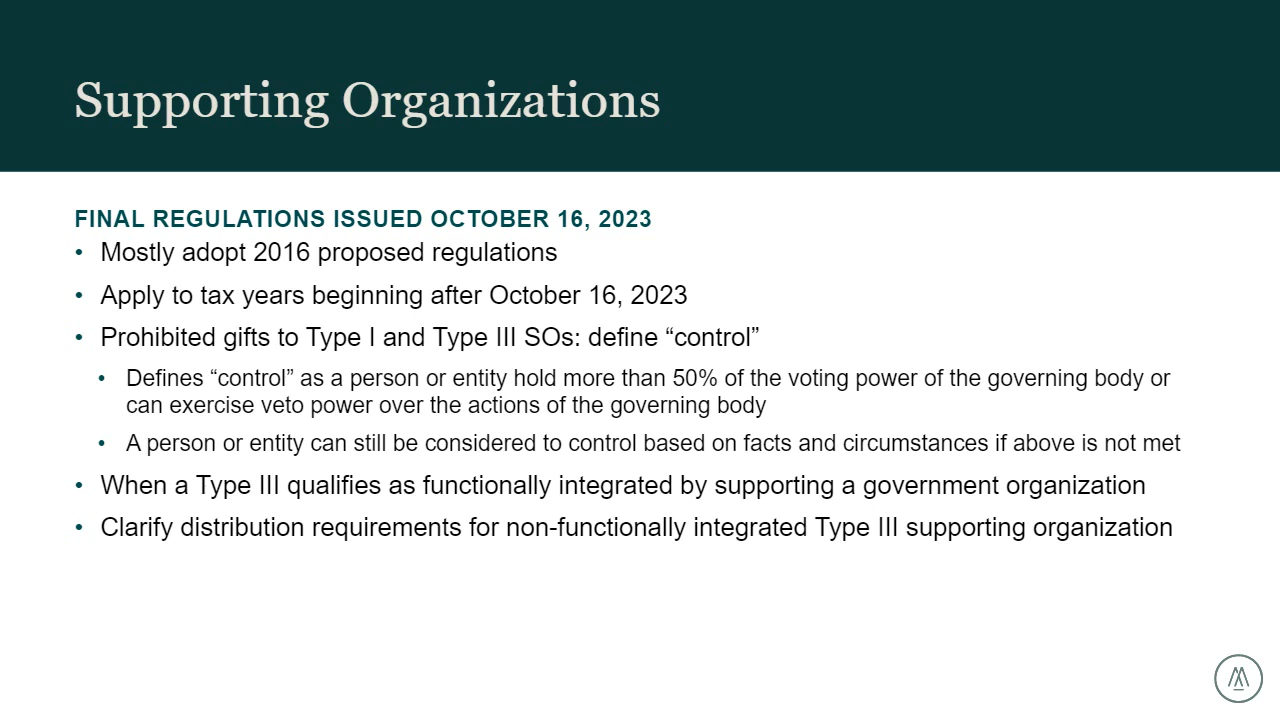 Supporting Organizations
FINAL REGULATIONS ISSUED OCTOBER 16, 2023
• Mostly adopt 2016 proposed regulations
• Apply to tax years beginning after October 16, 2023
• Prohibited gifts to Type I and Type III SOs: define “control”
• Defines “control” as a person or entity hold more than 50% of the voting power of the governing body or
can exercise veto power over the actions of the governing body
• A person or entity can still be considered to control based on facts and circumstances if above is not met
• When a Type III qualifies as functionally integrated by supporting a government organization
• Clarify distribution requirements for non-functionally integrated Type III supporting organization